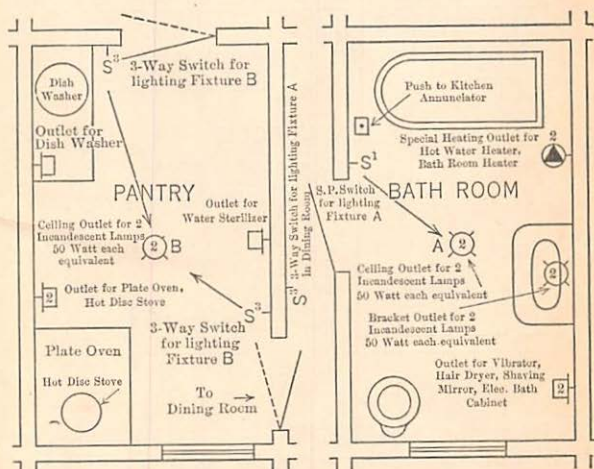 Dish
Washer
Outlet for
Dish Washer
S3
3-Way Switch for
lighting Fixture B
PANTRY
Ceiling Outlet for 2
Incandescent Lamps
50 Watt each
equivalent
2 B
Outlet for
Water Sterilizer
2
Outlet for Plate Oven,
Hot Disc Stove
S3
3-Way Switch
for lighting
Fixture B
Plate Oven
Hot Disc Stove
To
Dining Room
S1 3-Way Switch for lighting Fixture A
In Dining Room
Push to Kitchen
Annunciator
Special Heating Outlet for
Hot Water Heater,
Bath Room Heater
2
S1
S.P. Switch
for lighting
Fixture A
BATH ROOM
A 2
Ceiling Outlet for 2
Incandescent Lamps
50 Watt each equivalent
2
Bracket Outlet for 2
Incandescent Lamps
50 Watt each equivalent
Outlet for Vibrator,
Hair Dryer, Shaving
Mirror, Elec. Bath
Cabinet
2